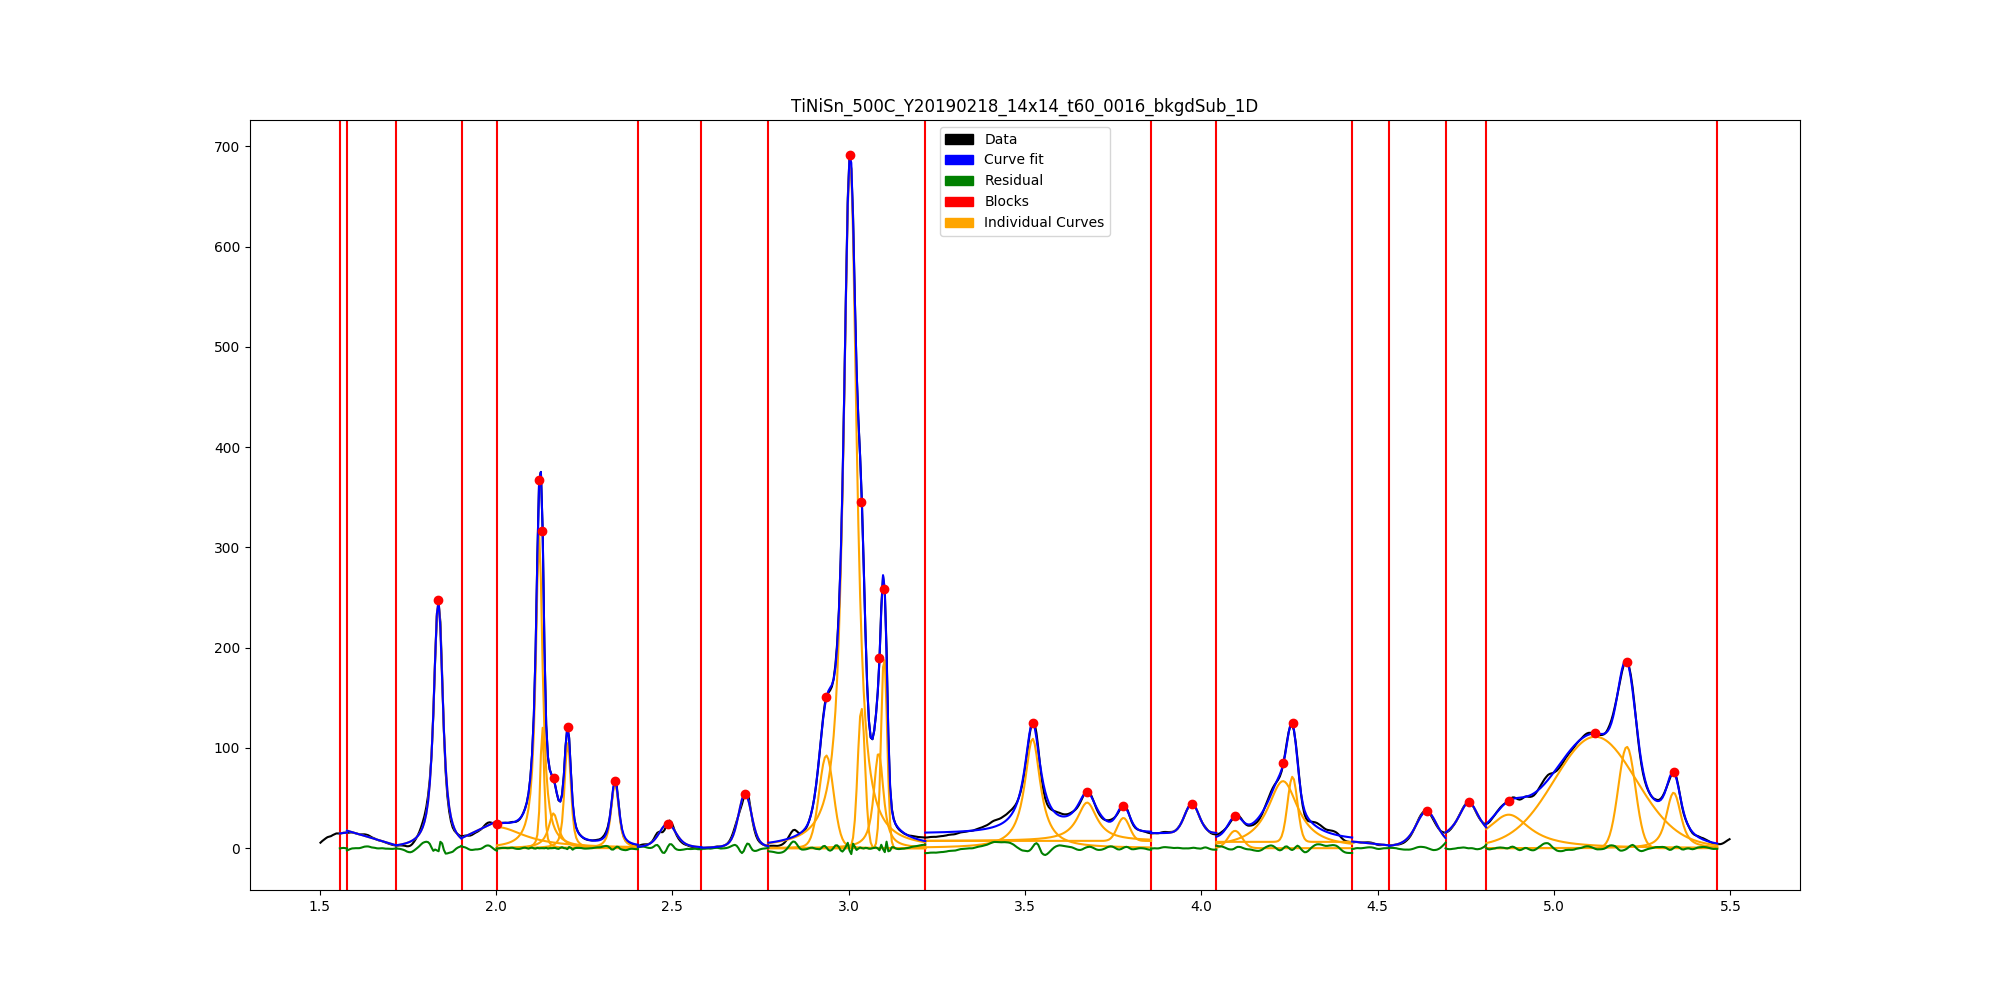 TiNiSn_500C_Y20190218_14x14_t60_0016_bkgdSub_1D
Data
Curve fit
Residual
Blocks
Individual Curves
700
600
500
400
300
200
100
0
1.5 2.0 2.5 3.0 3.5 4.0 4.5 5.0 5.5